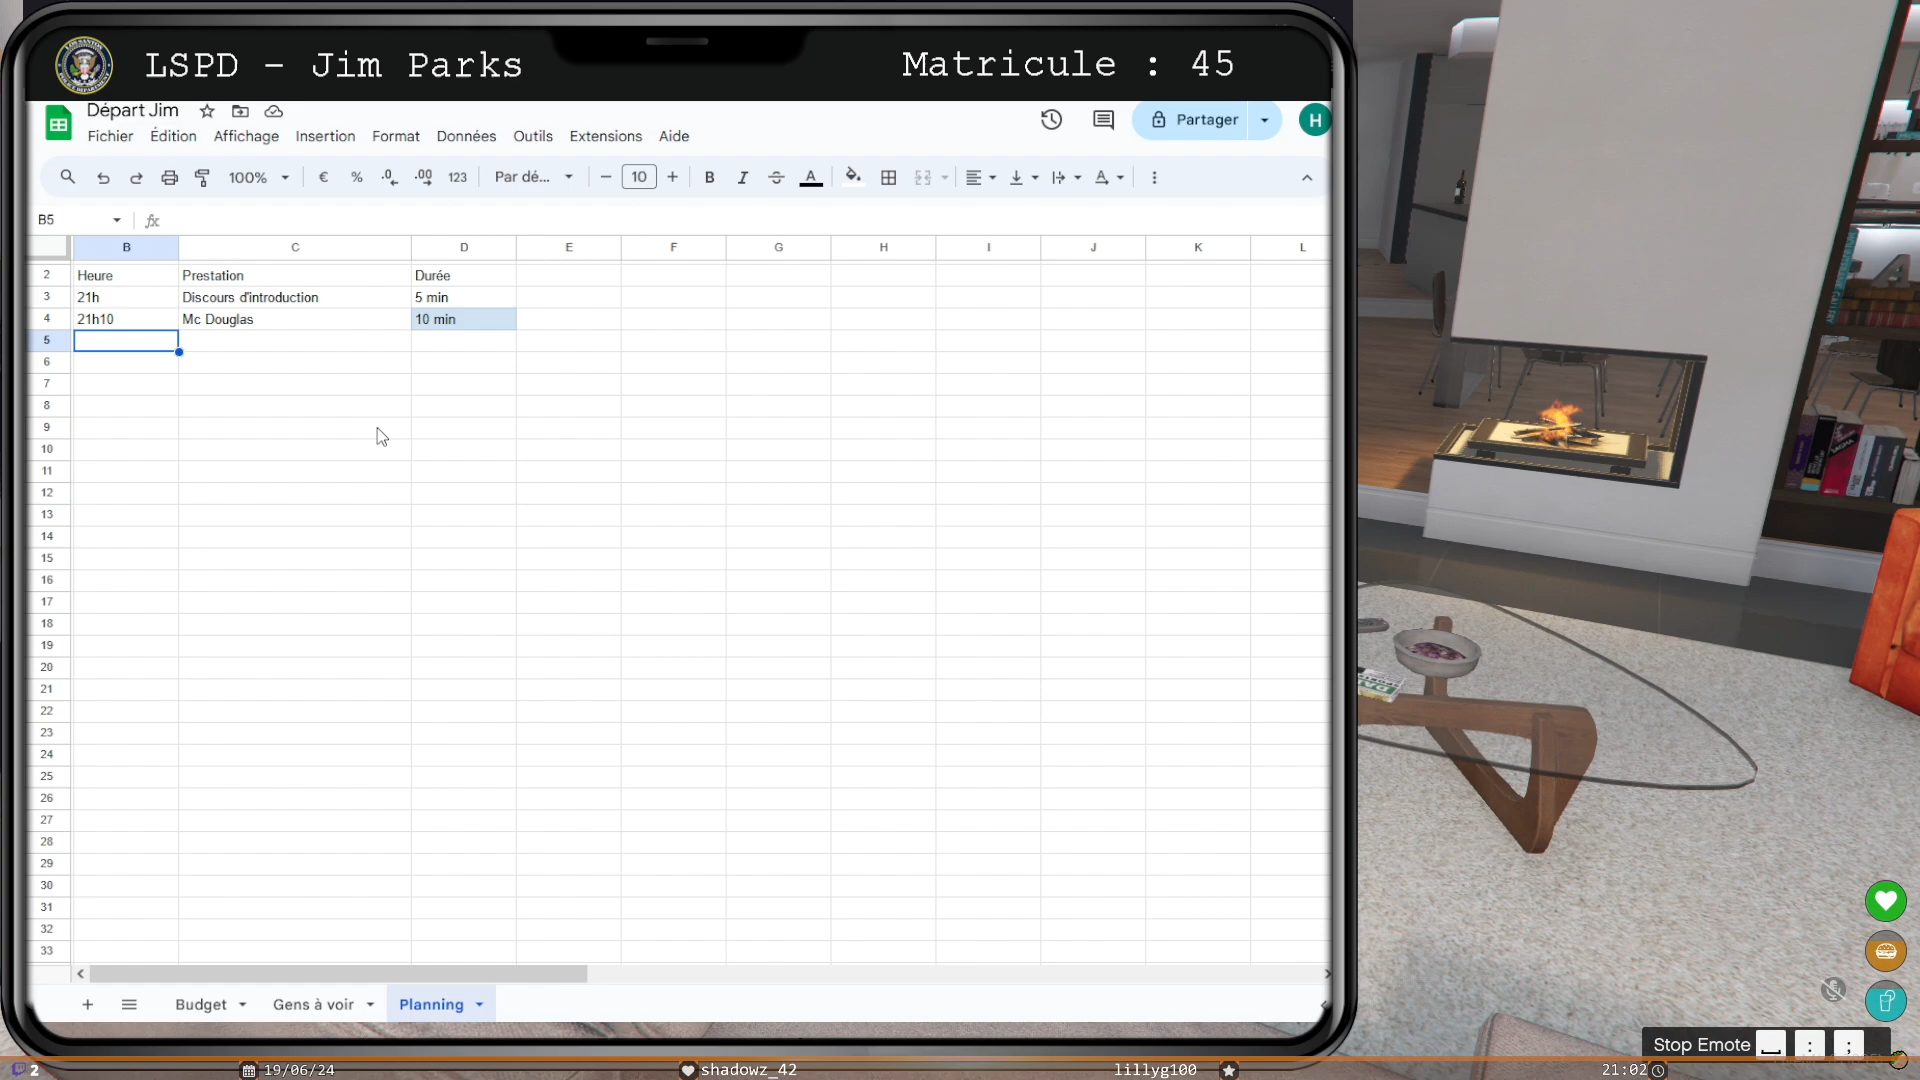 LSPD - Jim Parks
Matricule : 45
Départ Jim
Fichier Édition Affichage Insertion Format Données Outils Extensions Aide
Partager
H
100% € % .0 .00 123 Par dé... 10 B I A A
B5 fx
B C D E F G H I J K L
2 Heure Prestation Durée
3 21h Discours d'introduction 5 min
4 21h10 Mc Douglas 10 min
5
6
7
8
9
10
11
12
13
14
15
16
17
18
19
20
21
22
23
24
25
26
27
28
29
30
31
32
33
Budget Gens à voir Planning
Stop Emote : ;
2 19/06/24 shadowz_42 lillyg100 21:02